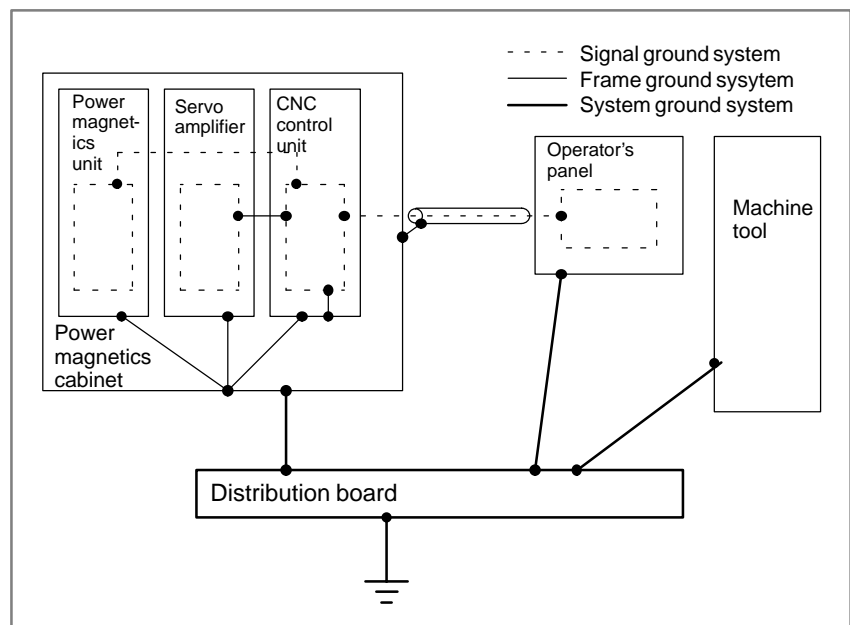 Signal ground system
Frame ground sysytem
System ground system
Power
magnet-
ics
unit
Servo
amplifier
CNC
control
unit
Operator's
panel
Machine
tool
Power
magnetics
cabinet
Distribution board